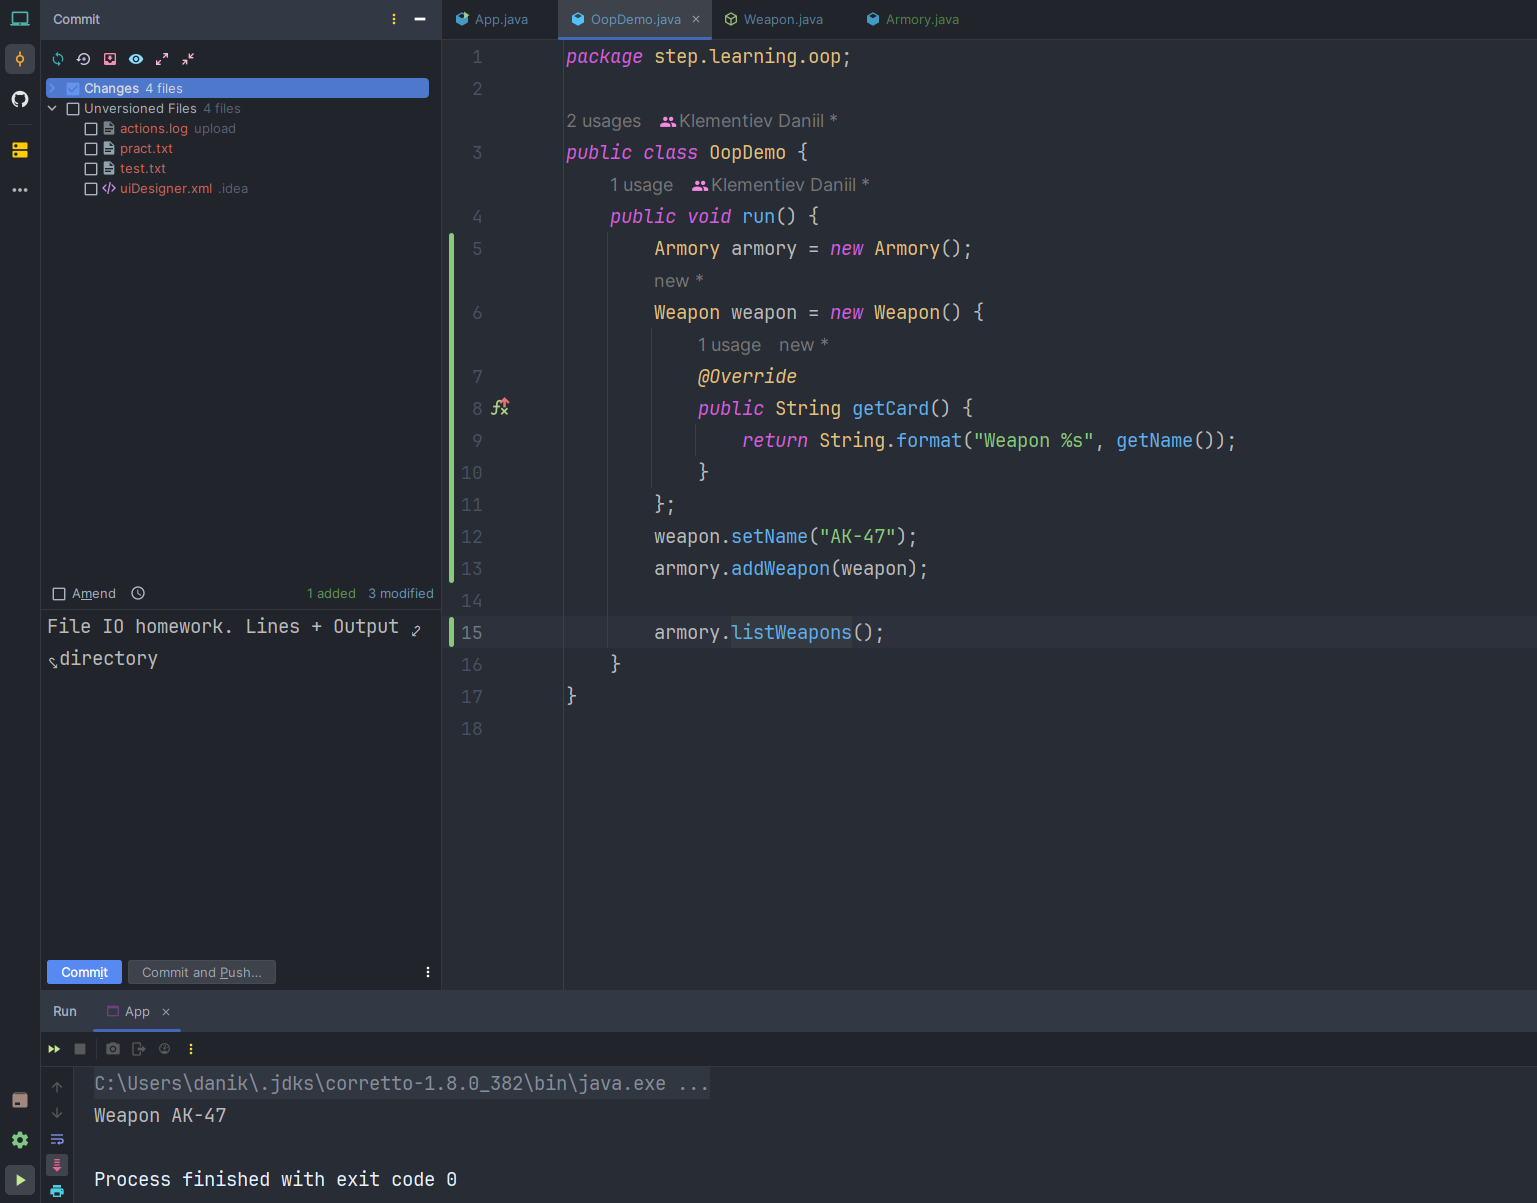 Commit
Changes 4 files
Unversioned Files 4 files
actions.log upload
pract.txt
test.txt
uiDesigner.xml .idea
Amend
1 added 3 modified
File IO homework. Lines + Output
directory
Commit
Commit and Push...
App.java
OopDemo.java
Weapon.java
Armory.java
1 package step.learning.oop;
2
2 usages Klementiev Daniil *
3 public class OopDemo {
1 usage Klementiev Daniil *
4 public void run() {
5 Armory armory = new Armory();
new *
6 Weapon weapon = new Weapon() {
1 usage new *
7 @Override
8 public String getCard() {
9 return String.format("Weapon %s", getName());
10 }
11 };
12 weapon.setName("AK-47");
13 armory.addWeapon(weapon);
14
15 armory.listWeapons();
16 }
17 }
18
Run
App
C:\Users\danik\.jdks\corretto-1.8.0_382\bin\java.exe ...
Weapon AK-47
Process finished with exit code 0